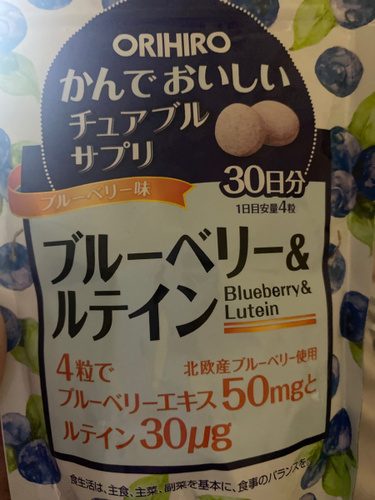 ORIHIRO
かんでおいしい
チュアブル
サプリ
ブルーベリー味
30日分
1日目安量4粒
ブルーベリー&
ルテイン
Blueberry&
Lutein
北欧産ブルーベリー使用
4粒で
ブルーベリーエキス50mgと
ルテイン30μg
食生活は、主食、主菜、副菜を基本に、食事のバランスを